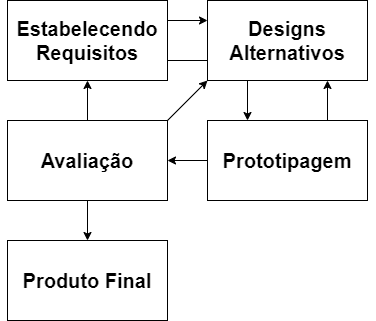 Estabelecendo
Requisitos
Designs
Alternativos
Avaliação
Prototipagem
Produto Final